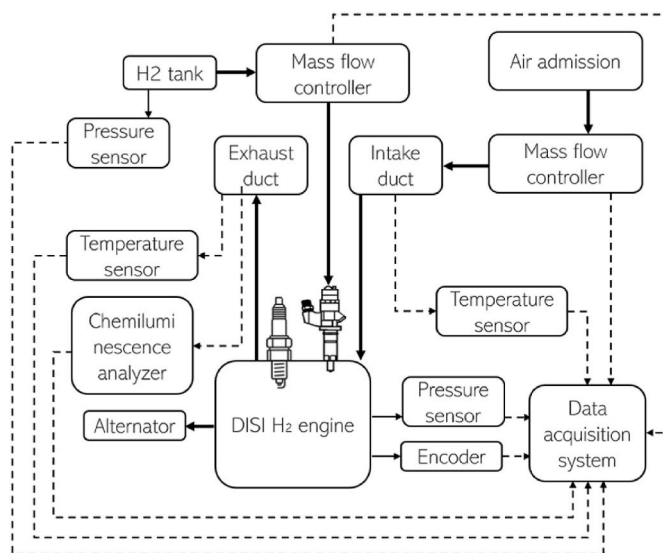 H2 tank
Mass flow
controller
Air admission
Pressure
sensor
Exhaust
duct
Intake
duct
Mass flow
controller
Temperature
sensor
Temperature
sensor
Chemilumi
nescence
analyzer
Pressure
sensor
Alternator
DISI H₂ engine
Data
acquisition
system
Encoder